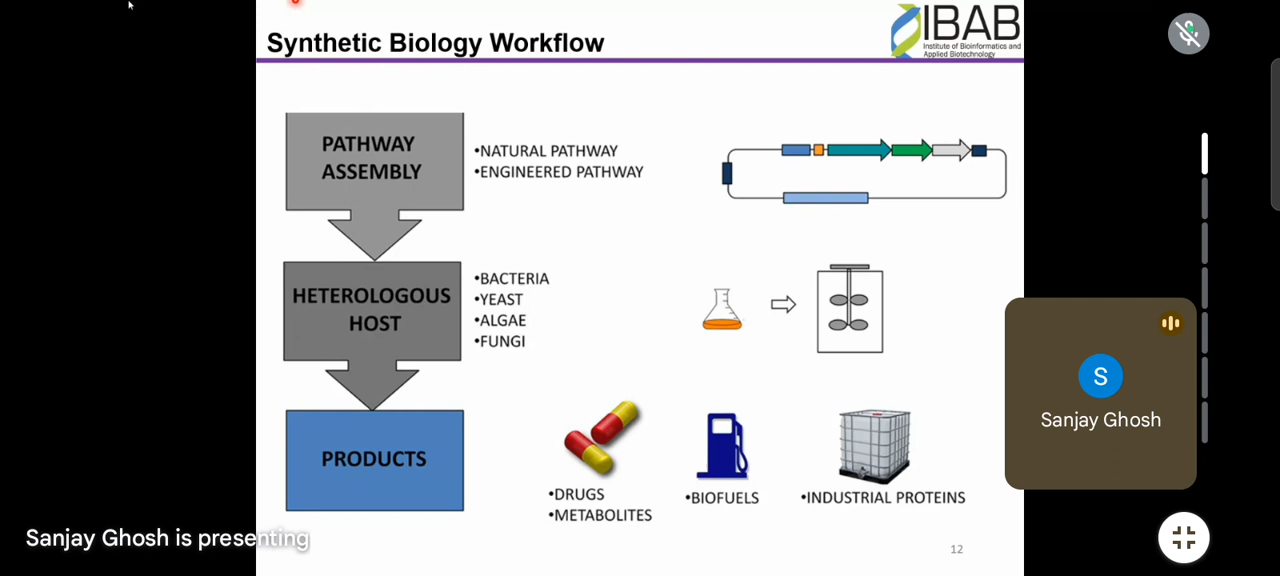 Synthetic Biology Workflow
IBAB
Institute of Bioinformatics and
Applied Biotechnology
PATHWAY
ASSEMBLY
•NATURAL PATHWAY
•ENGINEERED PATHWAY
HETEROLOGOUS
HOST
•BACTERIA
•YEAST
•ALGAE
•FUNGI
PRODUCTS
•DRUGS
•METABOLITES
•BIOFUELS
•INDUSTRIAL PROTEINS
S
Sanjay Ghosh
Sanjay Ghosh is presenting
12